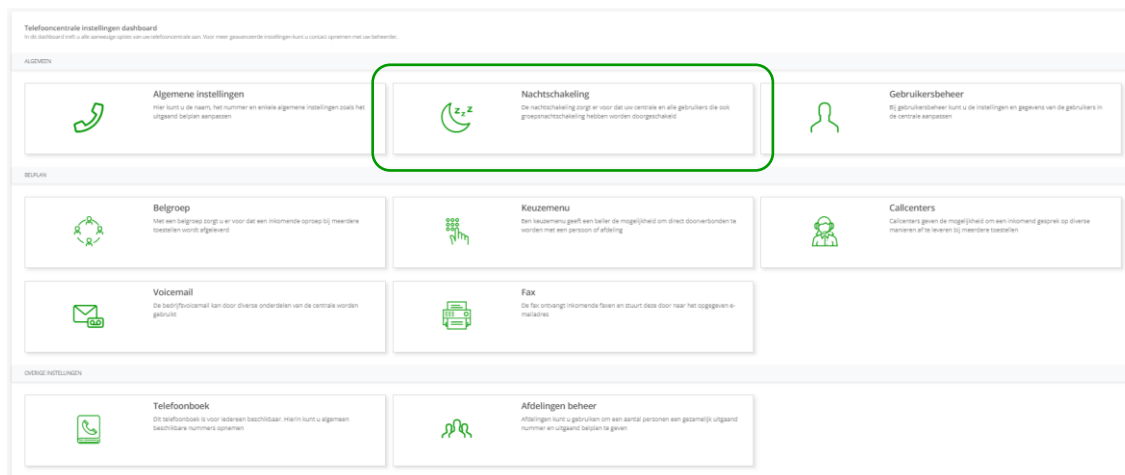 Telefooncentrale instellingen dashboard
In dit dashboard treft u alle aanwezige opties van uw telefooncentrale aan. Voor meer geavanceerde instellingen kunt u contact opnemen met uw beheerder.
ALGEMEEN
Algemene instellingen
Hier kunt u de naam, het nummer en enkele algemene instellingen zoals het
uitgaand belplan aanpassen
Nachtschakeling
De nachtschakeling zorgt er voor dat uw centrale en alle gebruikers die ook
groepsnachtschakeling hebben worden doorgeschakeld
Gebruikersbeheer
Bij gebruikersbeheer kunt u de instellingen en gegevens van de gebruikers in
de centrale aanpassen
BELPLAN
Belgroep
Met een belgroep zorgt u er voor dat een inkomende oproep bij meerdere
toestellen wordt afgeleverd
Keuzemenu
Een keuzemenu geeft een beller de mogelijkheid om direct doorverbonden te
worden met een persoon of afdeling
Callcenters
Callcenters geven de mogelijkheid om een inkomend gesprek op diverse
manieren af te leveren bij meerdere toestellen
Voicemail
De bedrijfsvoicemail kan door diverse onderdelen van de centrale worden
gebruikt
Fax
De fax ontvangt inkomende faxen en stuurt deze door naar het opgegeven e-
mailadres
OVERIGE INSTELLINGEN
Telefoonboek
Dit telefoonboek is voor iedereen beschikbaar. Hierin kunt u algemeen
beschikbare nummers opnemen
Afdelingen beheer
Afdelingen kunt u gebruiken om een aantal personen een gezamelijk uitgaand
nummer en uitgaand belplan te geven